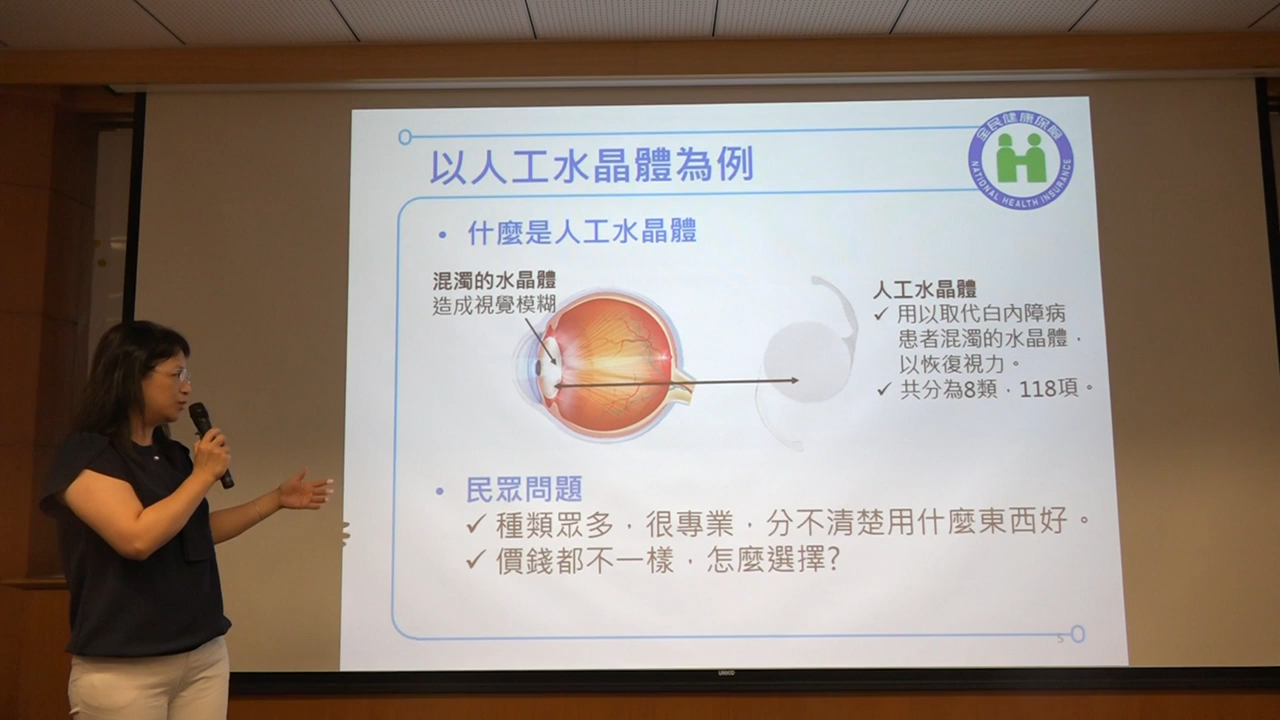 以人工水晶體為例
全民健康保險
NATIONAL HEALTH INSURANCE
• 什麼是人工水晶體
混濁的水晶體
造成視覺模糊
人工水晶體
✓ 用以取代白內障病
患者混濁的水晶體，
以恢復視力。
✓ 共分為8類，118項。
• 民眾問題
✓ 種類眾多，很專業，分不清楚用什麼東西好。
✓ 價錢都不一樣，怎麼選擇?
5
UNICO